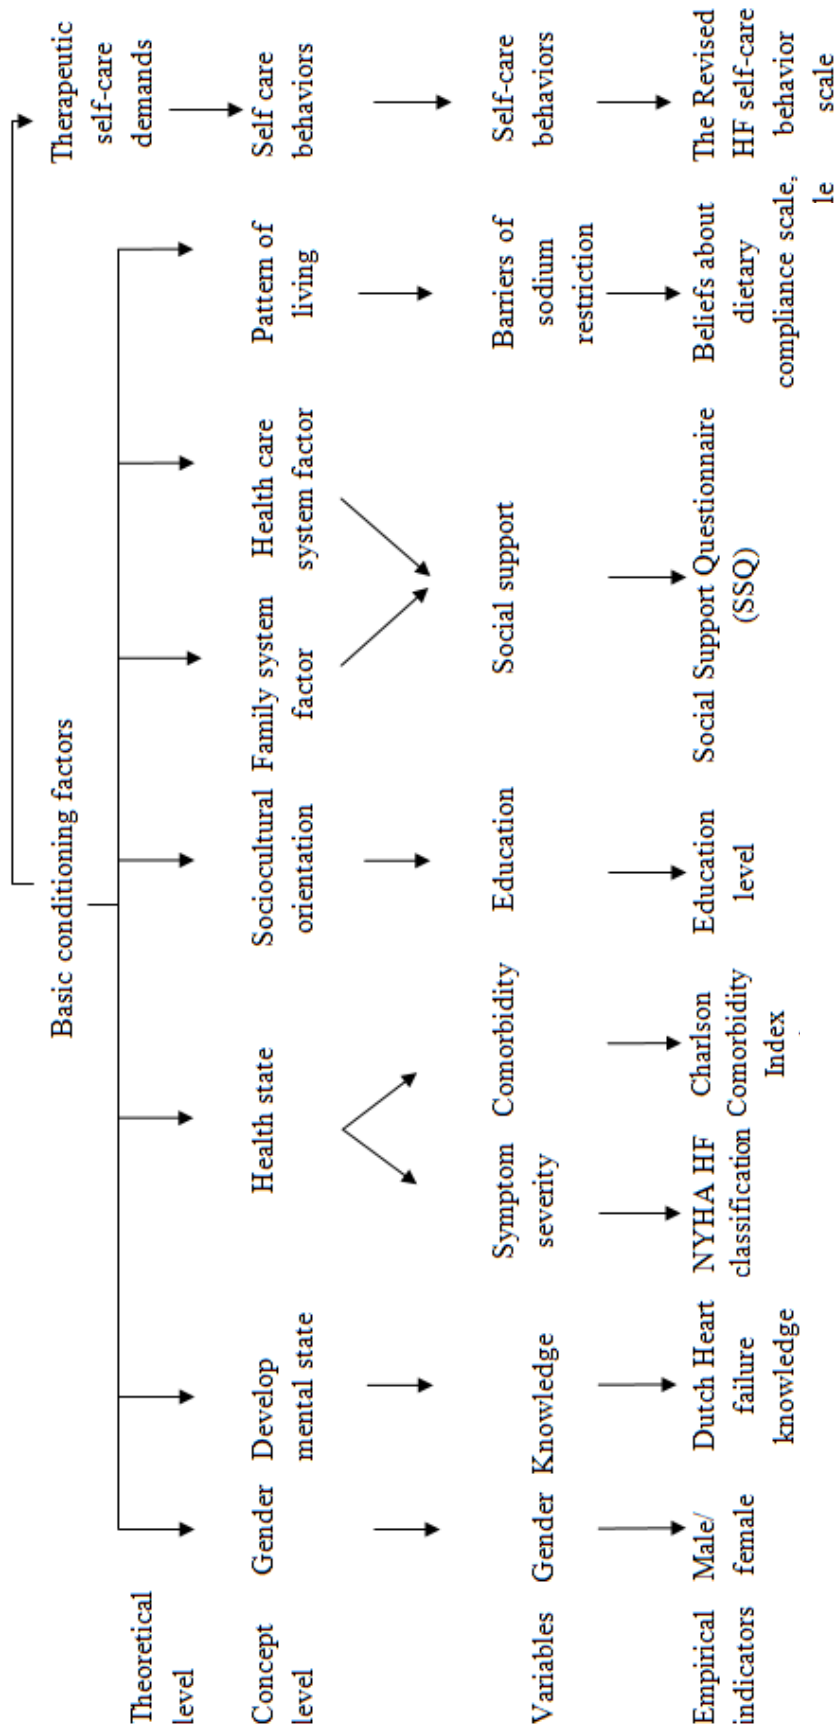 Basic conditioning factors
Therapeutic
self-care
demands
Theoretical
level
Concept
level
Gender
Develop
mental state
Health state
Sociocultural
orientation
Family system
factor
Health care
system factor
Pattern of
living
Self care
behaviors
Variables
Gender
Knowledge
Symptom
severity
Comorbidity
Education
Social support
Barriers of
sodium
restriction
Self-care
behaviors
Empirical
indicators
Male/
female
Dutch Heart
failure
knowledge
NYHA HF
classification
Charlson
Comorbidity
Index
Education
level
Social Support Questionnaire
(SSQ)
Beliefs about
dietary
compliance scale,
le
The Revised
HF self-care
behavior
scale